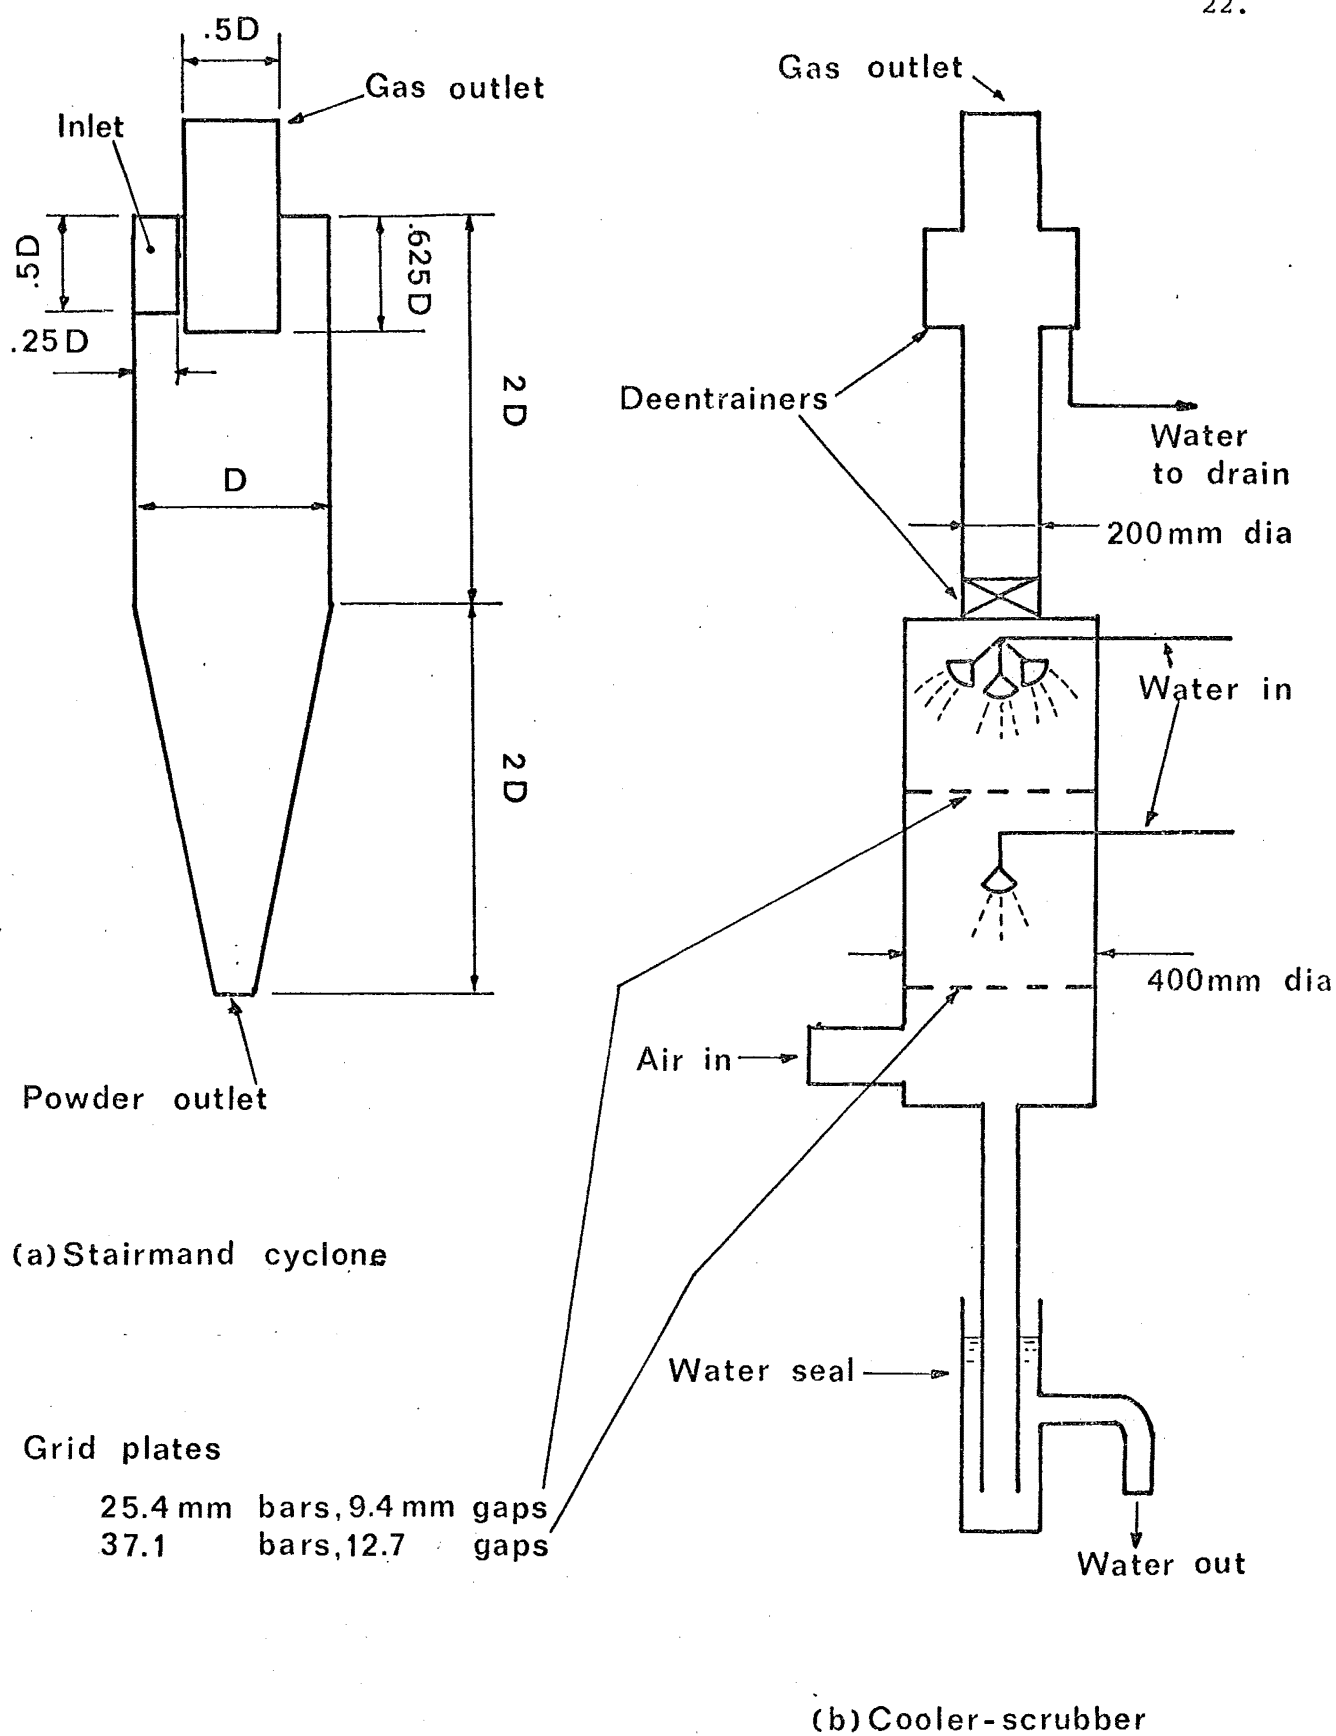 22.
.5D
Gas outlet
Inlet
.5D
.625D
.25D
2D
D
2D
Powder outlet
(a) Stairmand cyclone
Grid plates
25.4 mm bars, 9.4 mm gaps
37.1 bars, 12.7 gaps
Gas outlet
Deentrainers
Water
to drain
200mm dia
Water in
400mm dia
Air in
Water seal
Water out
(b) Cooler-scrubber